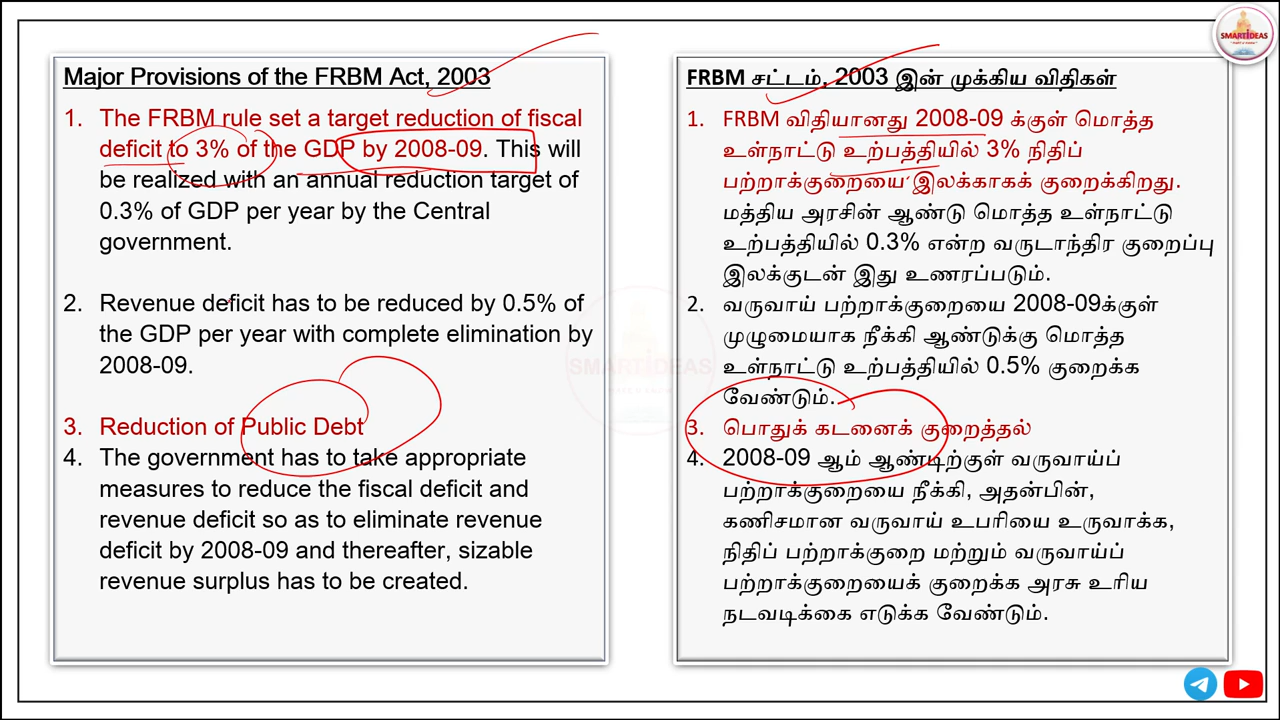 SMARTIDEAS
Major Provisions of the FRBM Act, 2003
1. The FRBM rule set a target reduction of fiscal
deficit to 3% of the GDP by 2008-09. This will
be realized with an annual reduction target of
0.3% of GDP per year by the Central
government.
2. Revenue deficit has to be reduced by 0.5% of
the GDP per year with complete elimination by
2008-09.
3. Reduction of Public Debt
4. The government has to take appropriate
measures to reduce the fiscal deficit and
revenue deficit so as to eliminate revenue
deficit by 2008-09 and thereafter, sizable
revenue surplus has to be created.
FRBM சட்டம், 2003 இன் முக்கிய விதிகள்
1. FRBM விதியானது 2008-09 க்குள் மொத்த
உள்நாட்டு உற்பத்தியில் 3% நிதிப்
பற்றாக்குறையை இலக்காகக் குறைக்கிறது.
மத்திய அரசின் ஆண்டு மொத்த உள்நாட்டு
உற்பத்தியில் 0.3% என்ற வருடாந்திர குறைப்பு
இலக்குடன் இது உணரப்படும்.
2. வருவாய் பற்றாக்குறையை 2008-09க்குள்
முழுமையாக நீக்கி ஆண்டுக்கு மொத்த
உள்நாட்டு உற்பத்தியில் 0.5% குறைக்க
வேண்டும்.
3. பொதுக் கடனைக் குறைத்தல்
4. 2008-09 ஆம் ஆண்டிற்குள் வருவாய்ப்
பற்றாக்குறையை நீக்கி, அதன்பின்,
கணிசமான வருவாய் உபரியை உருவாக்க,
நிதிப் பற்றாக்குறை மற்றும் வருவாய்ப்
பற்றாக்குறையைக் குறைக்க அரசு உரிய
நடவடிக்கை எடுக்க வேண்டும்.
SMARTIDEAS